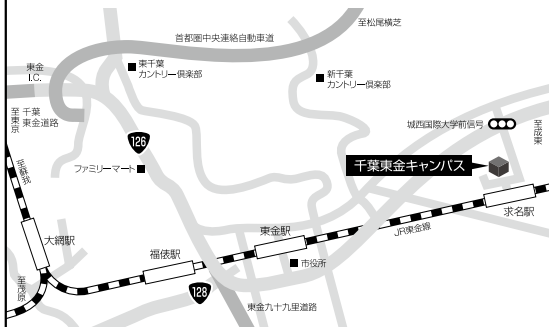 至松尾横芝
首都圏中央連絡自動車道
東金
I.C.
東千葉
カントリー倶楽部
新千葉
カントリー倶楽部
至東京
千葉
東金道路
城西国際大学前信号
至成東
126
ファミリーマート
千葉東金キャンパス
至蘇我
求名駅
大網駅
東金駅
JR東金線
福俵駅
市役所
至茂原
128
東金九十九里道路